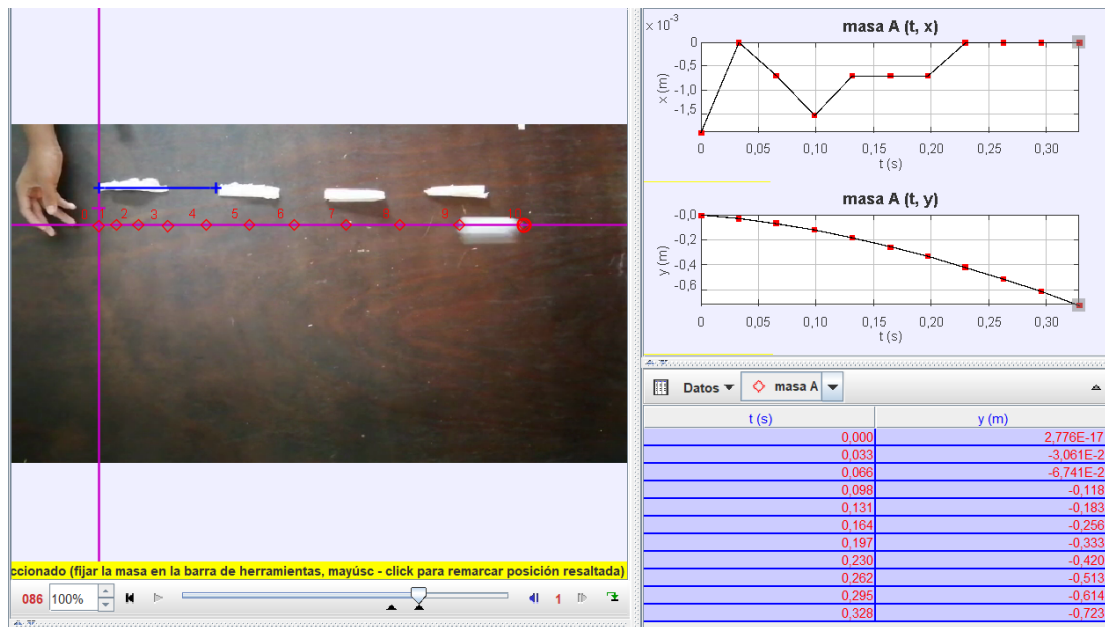 0 1 2 3 4 5 6 7 8 9 10
ccionado (fijar la masa en la barra de herramientas, mayúsc - click para remarcar posición resaltada)
086 100% 1
x 10⁻³
masa A (t, x)
0
-0,5
-1,0
-1,5
x (m)
0 0,05 0,10 0,15 0,20 0,25 0,30
t (s)
masa A (t, y)
-0,0
-0,2
-0,4
-0,6
y (m)
0 0,05 0,10 0,15 0,20 0,25 0,30
t (s)
Datos masa A
t (s) y (m)
0,000 2,776E-17
0,033 -3,061E-2
0,066 -6,741E-2
0,098 -0,118
0,131 -0,183
0,164 -0,256
0,197 -0,333
0,230 -0,420
0,262 -0,513
0,295 -0,614
0,328 -0,723